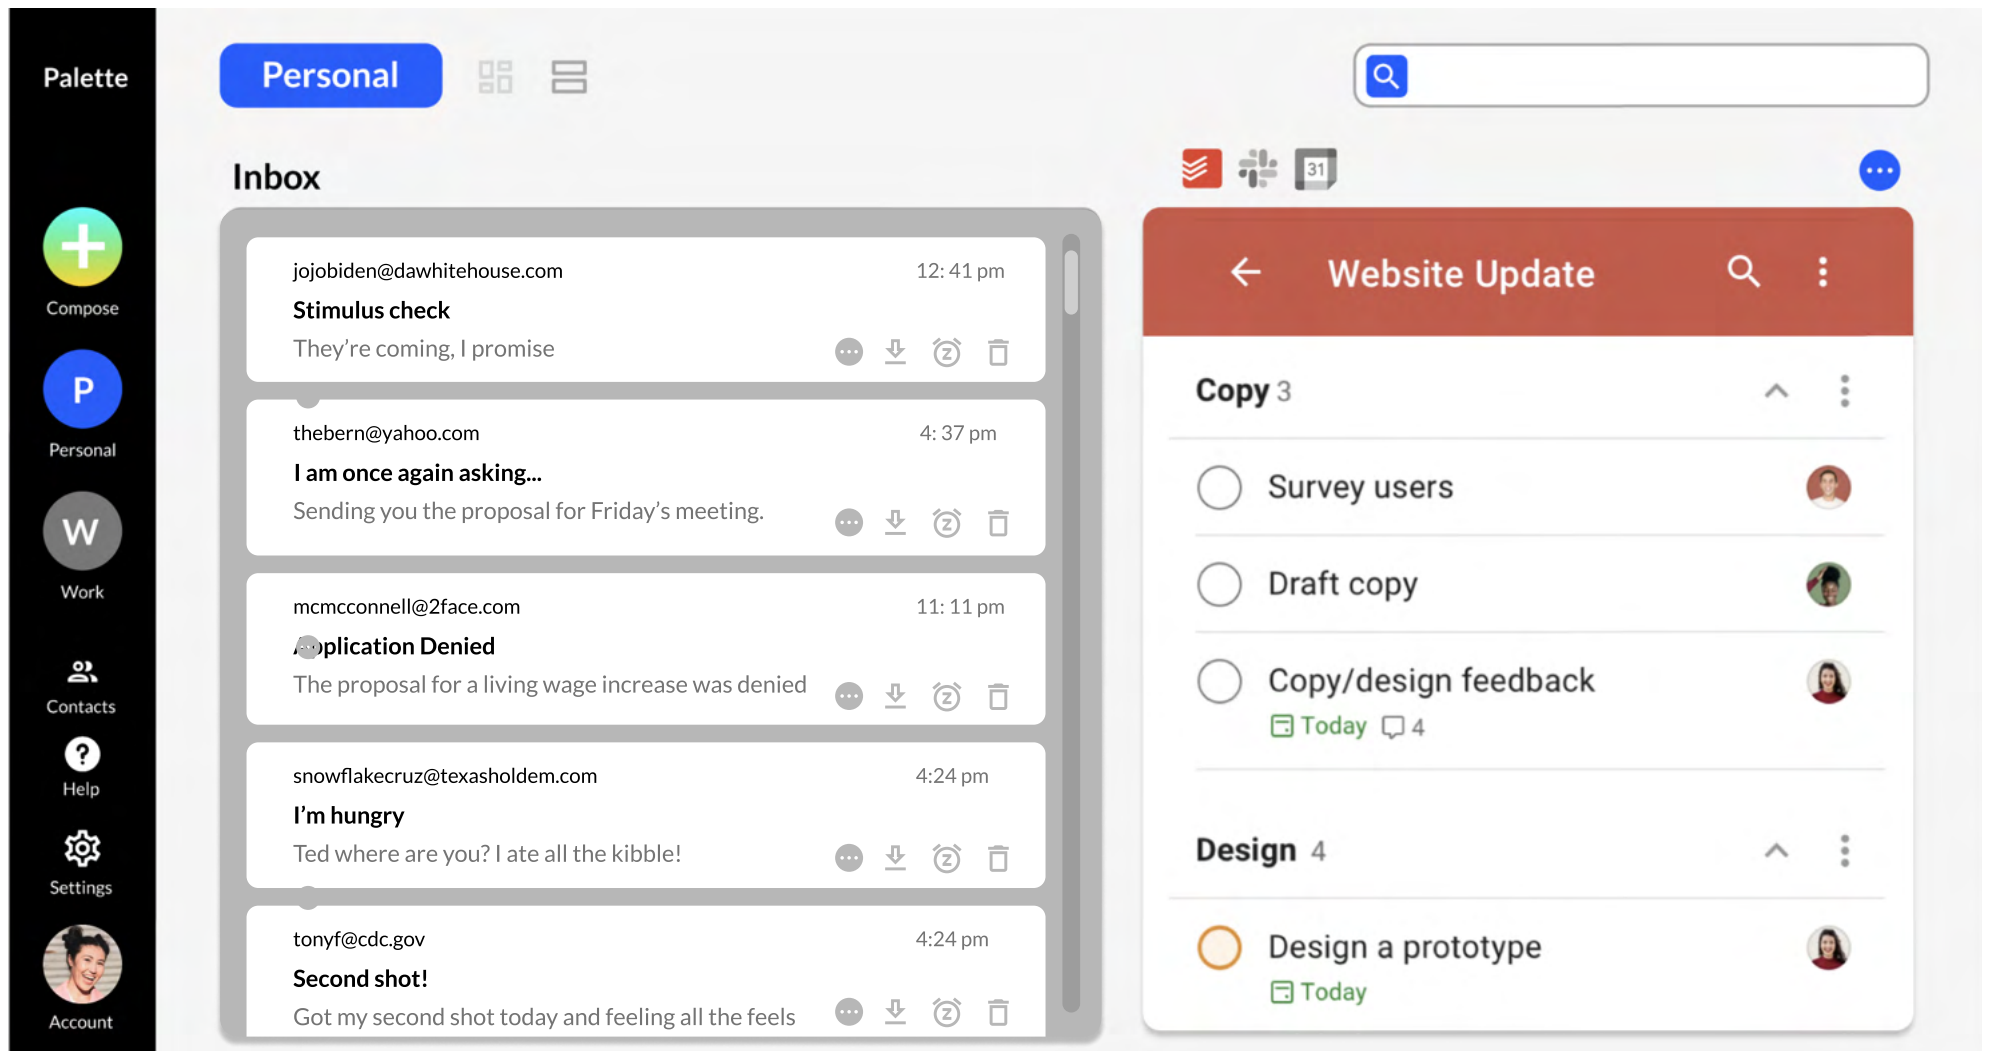 Palette
Compose
P
Personal
W
Work
Contacts
?
Help
Settings
Account
Personal
Inbox
jojobiden@dawhitehouse.com 12: 41 pm
Stimulus check
They’re coming, I promise
z
thebern@yahoo.com 4: 37 pm
I am once again asking...
Sending you the proposal for Friday’s meeting.
z
mcmcconnell@2face.com 11: 11 pm
Application Denied
The proposal for a living wage increase was denied
z
snowflakecruz@texasholdem.com 4:24 pm
I’m hungry
Ted where are you? I ate all the kibble!
z
tonyf@cdc.gov 4:24 pm
Second shot!
Got my second shot today and feeling all the feels
z
31
Website Update
Copy 3
Survey users
Draft copy
Copy/design feedback
Today 4
Design 4
Design a prototype
Today